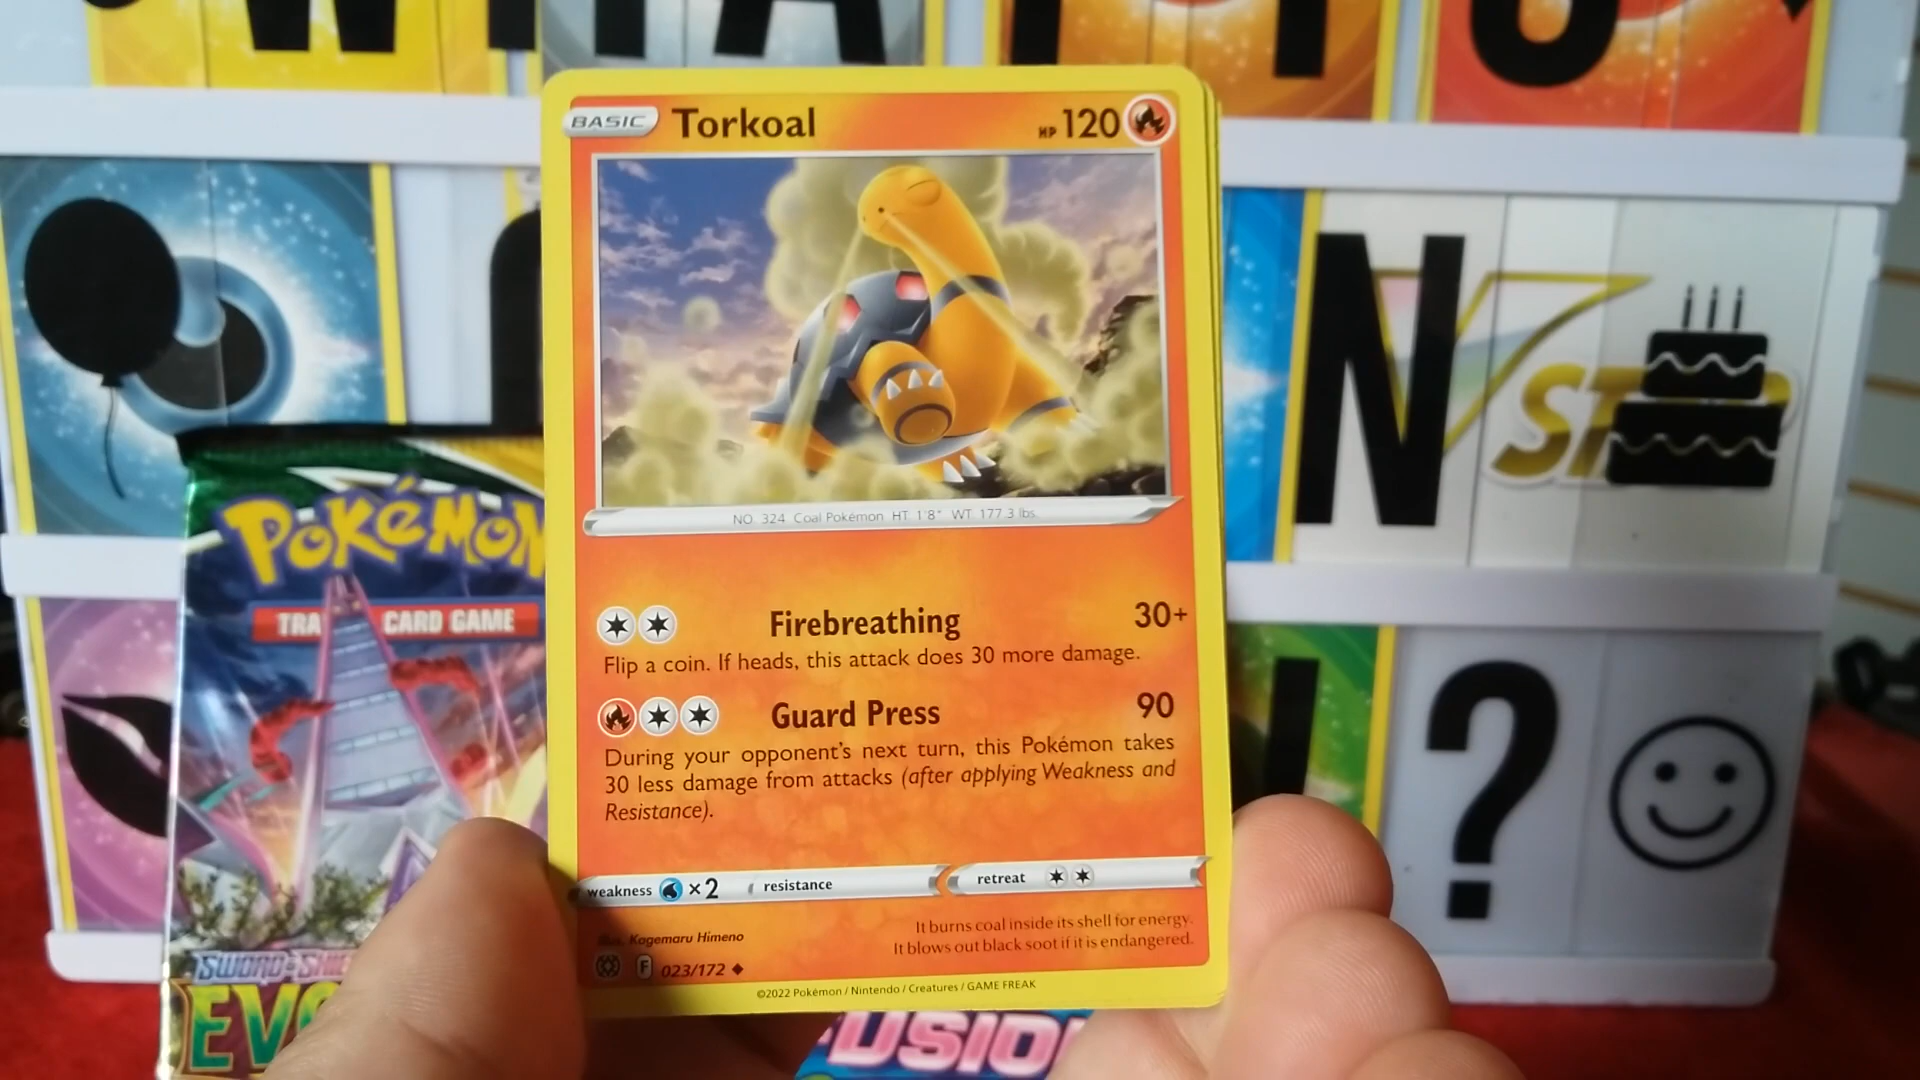 BASIC Torkoal HP 120
NO. 324 Coal Pokémon HT 1'8" WT 177.3 lbs.
Firebreathing 30+
Flip a coin. If heads, this attack does 30 more damage.
Guard Press 90
During your opponent's next turn, this Pokémon takes
30 less damage from attacks (after applying Weakness and
Resistance).
weakness ×2 resistance retreat
It burns coal inside its shell for energy.
It blows out black soot if it is endangered.
Illus. Kagemaru Himeno
F 023/172
©2022 Pokémon / Nintendo / Creatures / GAME FREAK
N
?
POKéMON
CARD GAME